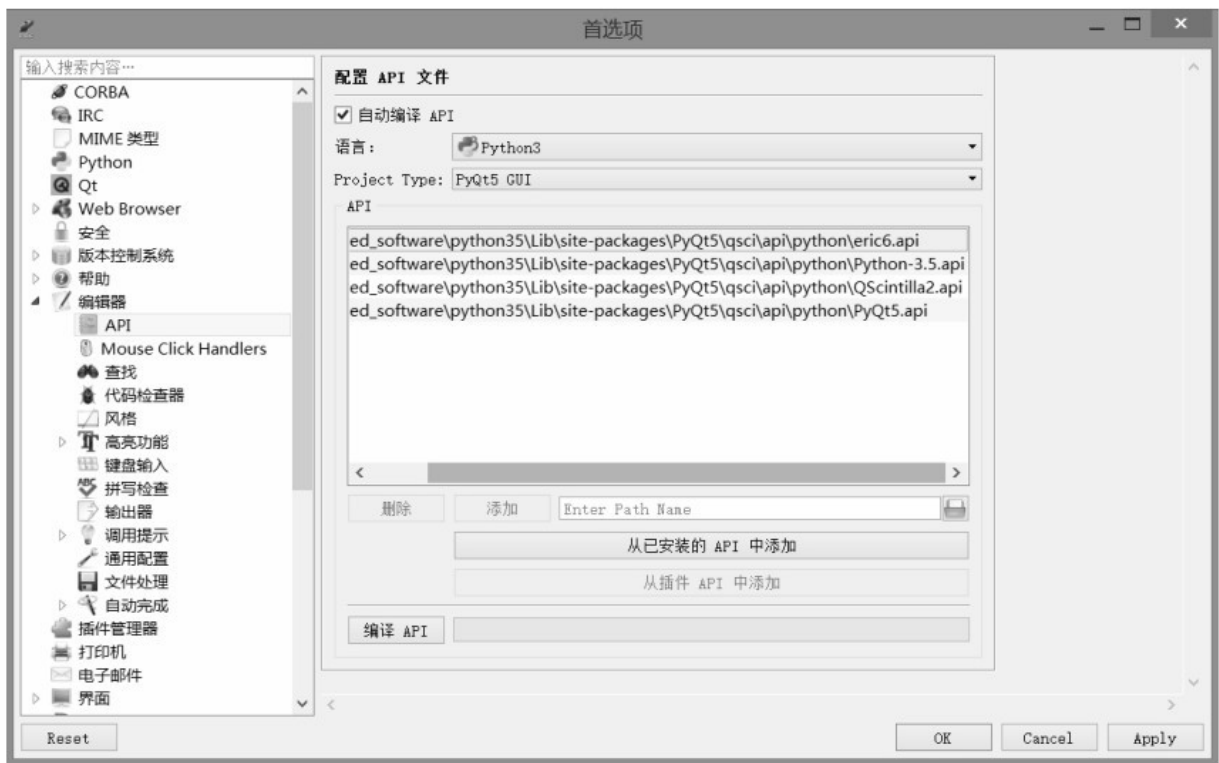 首选项
输入搜索内容…
CORBA
IRC
MIME 类型
Python
Qt
Web Browser
安全
版本控制系统
帮助
编辑器
API
Mouse Click Handlers
查找
代码检查器
风格
高亮功能
键盘输入
拼写检查
输出器
调用提示
通用配置
文件处理
自动完成
插件管理器
打印机
电子邮件
界面
配置 API 文件
自动编译 API
语言: Python3
Project Type: PyQt5 GUI
API
ed_software\python35\Lib\site-packages\PyQt5\qsci\api\python\eric6.api
ed_software\python35\Lib\site-packages\PyQt5\qsci\api\python\Python-3.5.api
ed_software\python35\Lib\site-packages\PyQt5\qsci\api\python\QScintilla2.api
ed_software\python35\Lib\site-packages\PyQt5\qsci\api\python\PyQt5.api
删除 添加 Enter Path Name
从已安装的 API 中添加
从插件 API 中添加
编译 API
Reset OK Cancel Apply